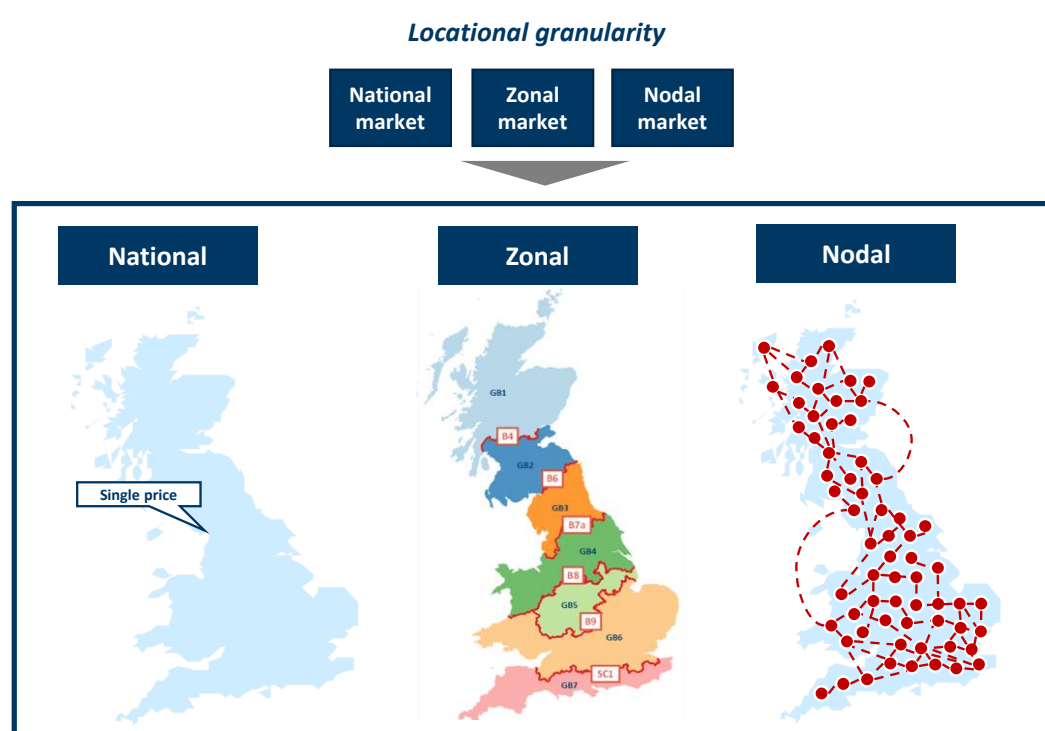 Locational granularity
National
market
Zonal
market
Nodal
market
National
Zonal
Nodal
Single price
GB1
B4
GB2
B6
GB3
B7a
GB4
B8
GB5
B9
GB6
SC1
GB7